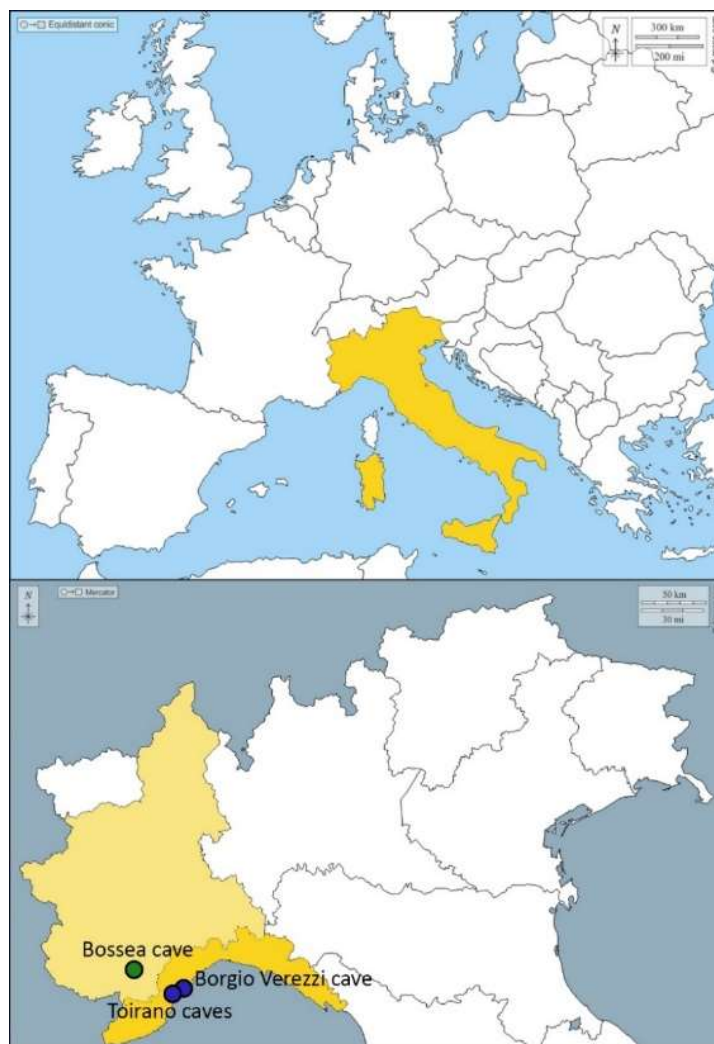 Equidistant conic
N
300 km
200 mi
N
Mercator
50 km
30 mi
Bossea cave
Borgio Verezzi cave
Toirano caves